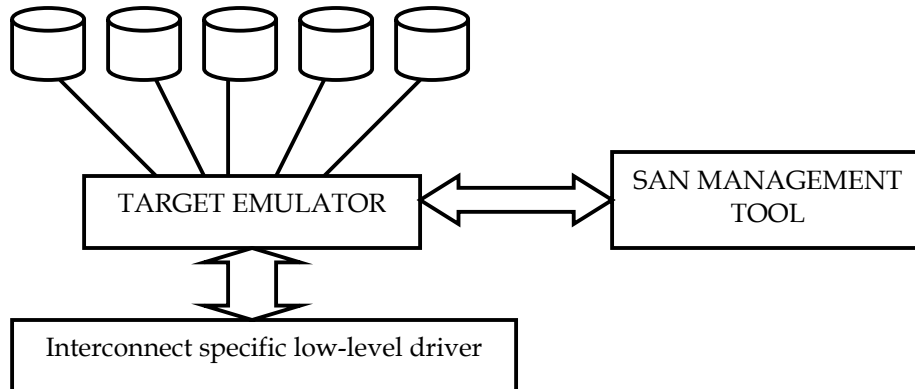 TARGET EMULATOR
SAN MANAGEMENT
TOOL
Interconnect specific low-level driver